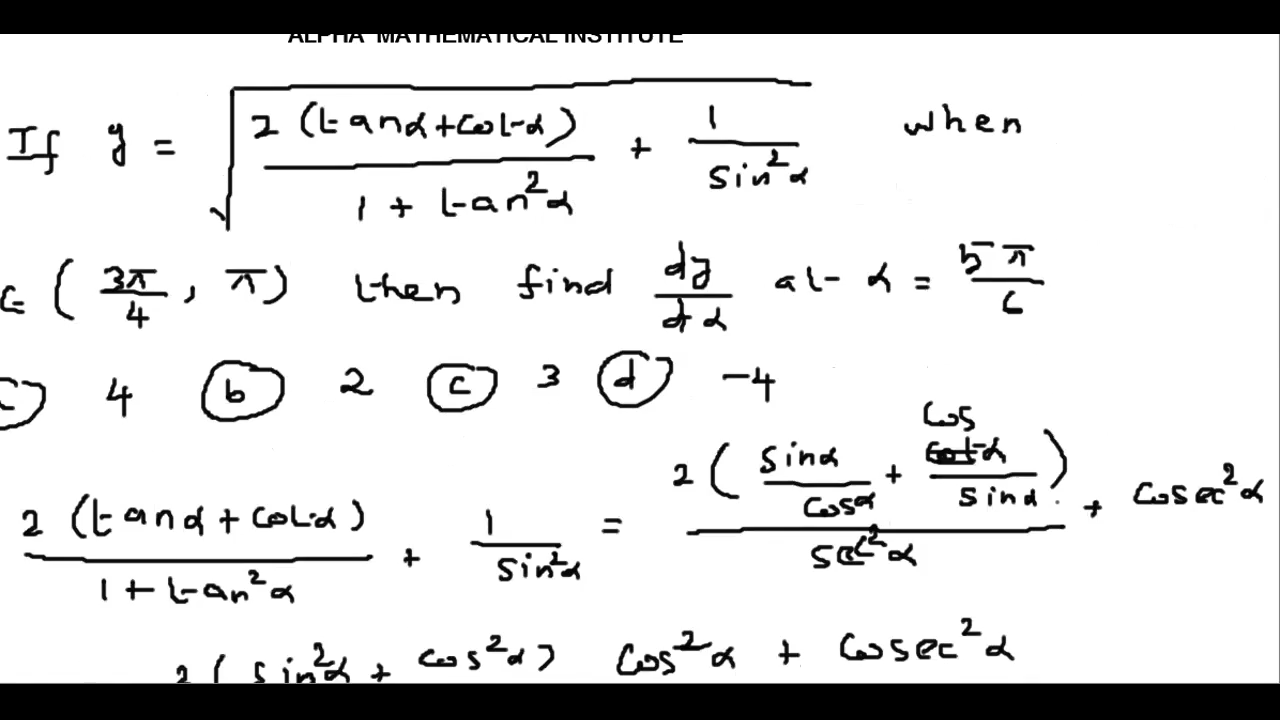 ALPHA MATHEMATICAL INSTITUTE
If y = √( 2 (tanα + cotα) / (1 + tan²α) + 1 / sin²α ) when
∈ ( 3π/4 , π ) then find dy/dα at α = 5π/6
4 (b) 2 (c) 3 (d) -4
2 (tanα + cotα) / (1 + tan²α) + 1 / sin²α = 2 ( sinα/cosα + cosα/sinα ) / sec²α + cosec²α
2 ( sin²α + cos²α ) cos²α + cosec²α